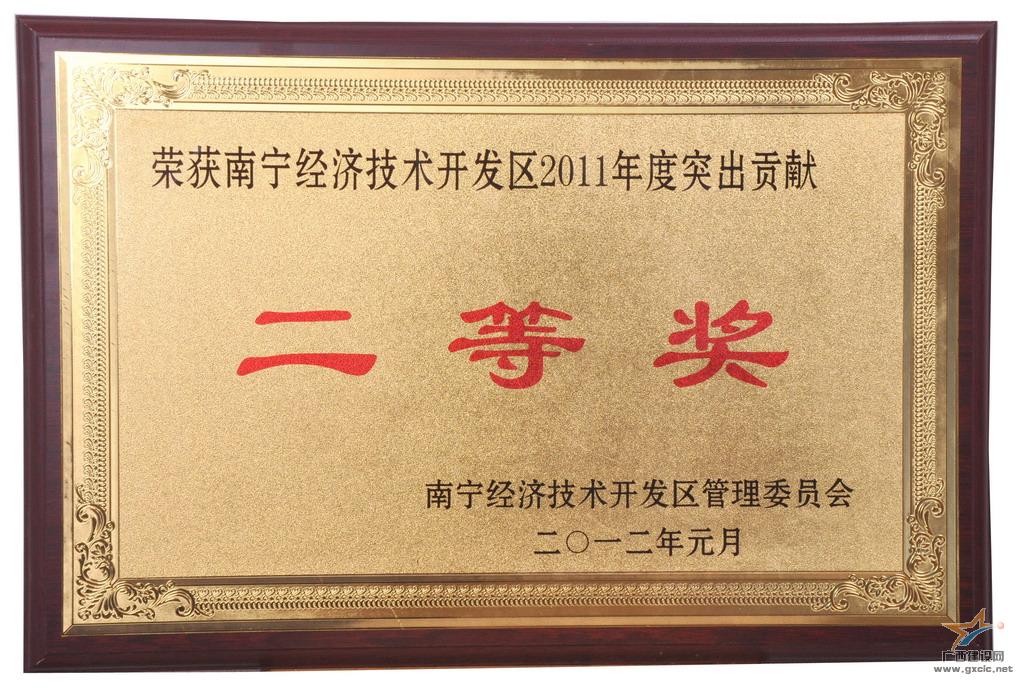 荣获南宁经济技术开发区2011年度突出贡献
二等奖
南宁经济技术开发区管理委员会
二〇一二年元月
广西建设网
www.gxcic.net